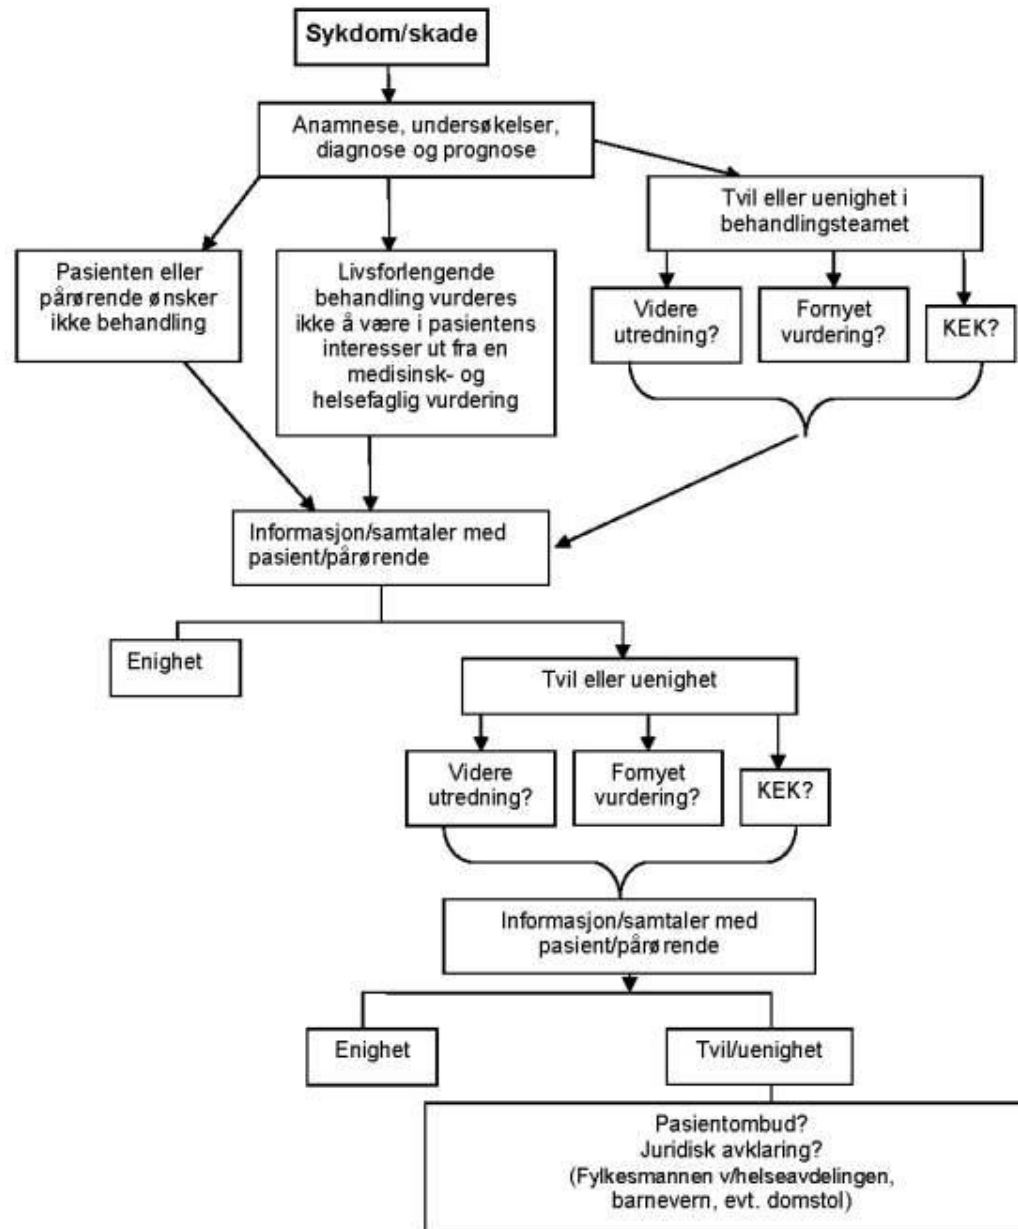 Sykdom/skade
Anamnese, undersøkelser,
diagnose og prognose
Tvil eller uenighet i
behandlingsteamet
Pasienten eller
pårørende ønsker
ikke behandling
Livsforlengende
behandling vurderes
ikke å være i pasientens
interesser ut fra en
medisinsk- og
helsefaglig vurdering
Videre
utredning?
Fornyet
vurdering?
KEK?
Informasjon/samtaler med
pasient/pårørende
Enighet
Tvil eller uenighet
Videre
utredning?
Fornyet
vurdering?
KEK?
Informasjon/samtaler med
pasient/pårørende
Enighet
Tvil/uenighet
Pasientombud?
Juridisk avklaring?
(Fylkesmannen v/helseavdelingen,
barnevern, evt. domstol)